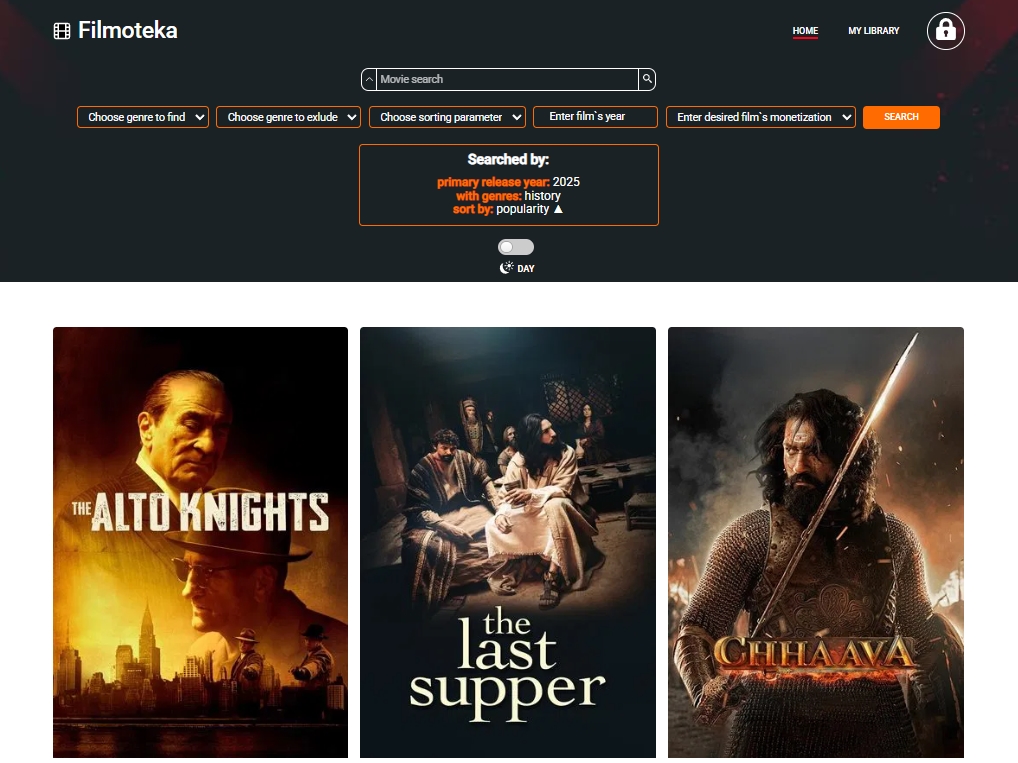 Filmoteka
HOME
MY LIBRARY
Movie search
Choose genre to find
Choose genre to exlude
Choose sorting parameter
Enter film`s year
Enter desired film`s monetization
SEARCH
Searched by:
primary release year: 2025
with genres: history
sort by: popularity ▲
DAY
THE ALTO KNIGHTS
the
last
supper
CHHAAVA